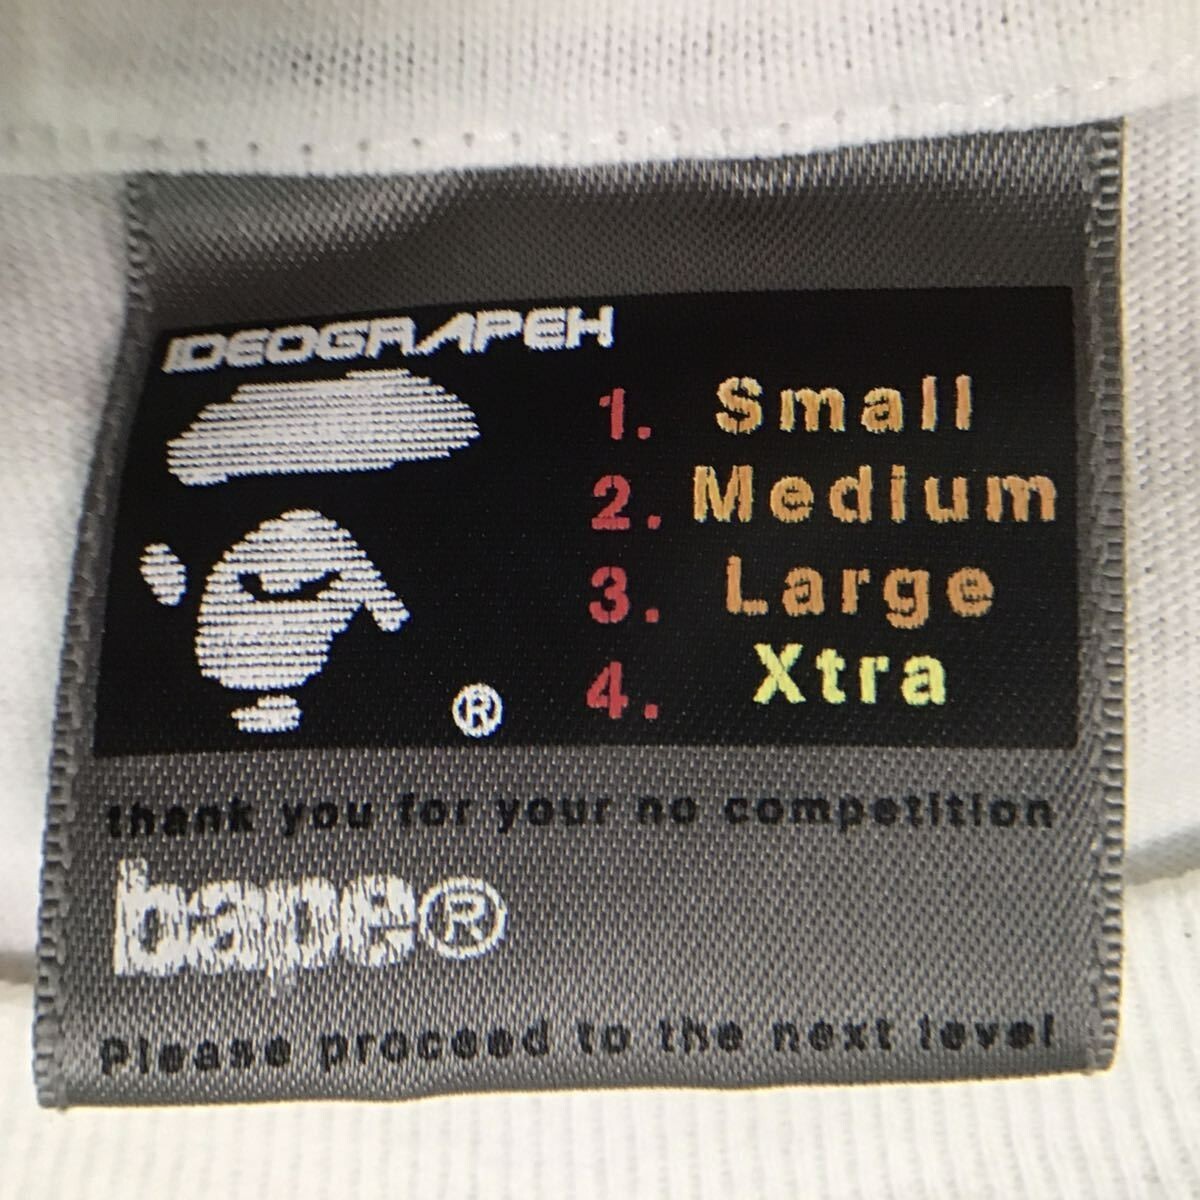 IDEOGRAPEH
1. Small
2. Medium
3. Large
4. Xtra
®
thank you for your no competition
bape®
Please proceed to the next level